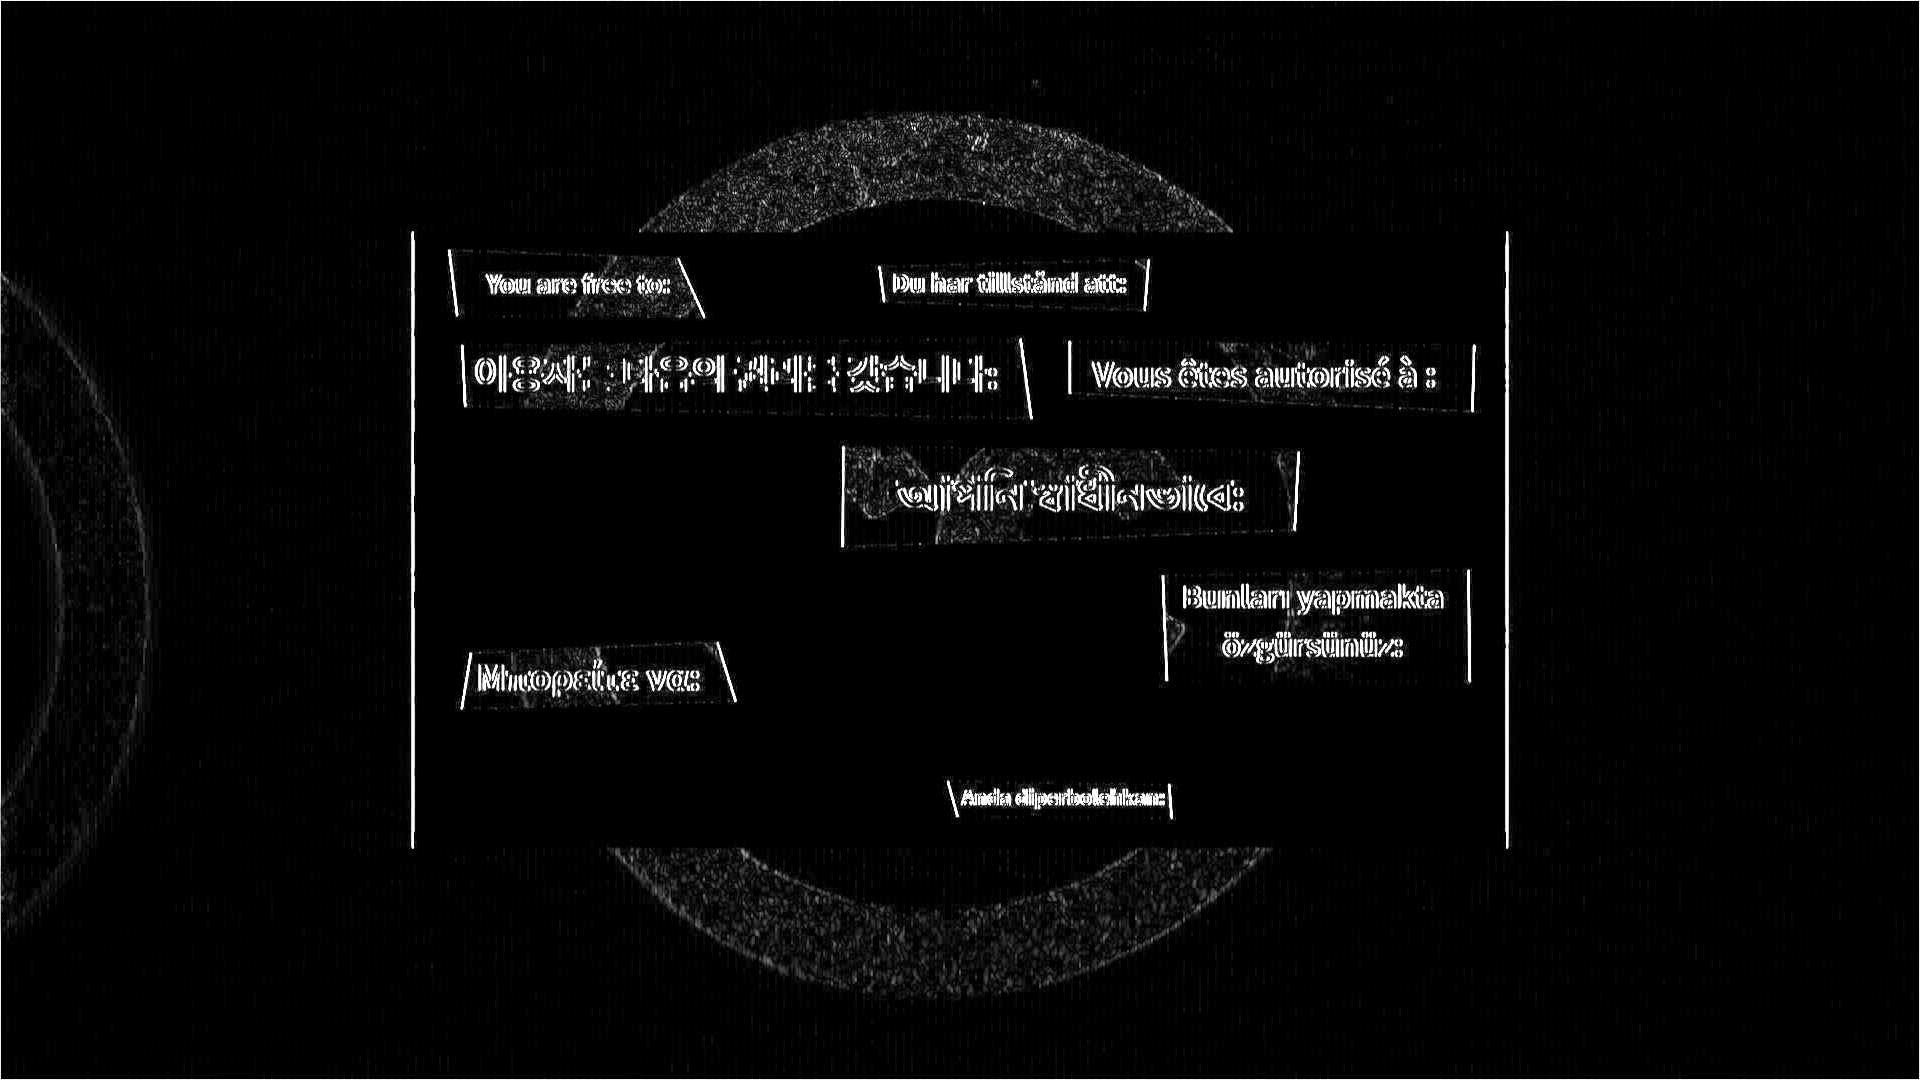 You are free to:
Du har tillstånd att:
이용자는 다음의 권리를 갖습니다:
Vous êtes autorisé à :
আপনি স্বাধীনভাবে:
Bunları yapmakta
özgürsünüz:
Μπορείτε να:
Anda diperbolehkan: